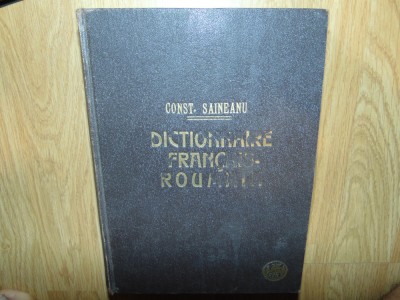 CONST. SAINEANU
DICTIONNAIRE
FRANÇAIS-
ROUMAIN